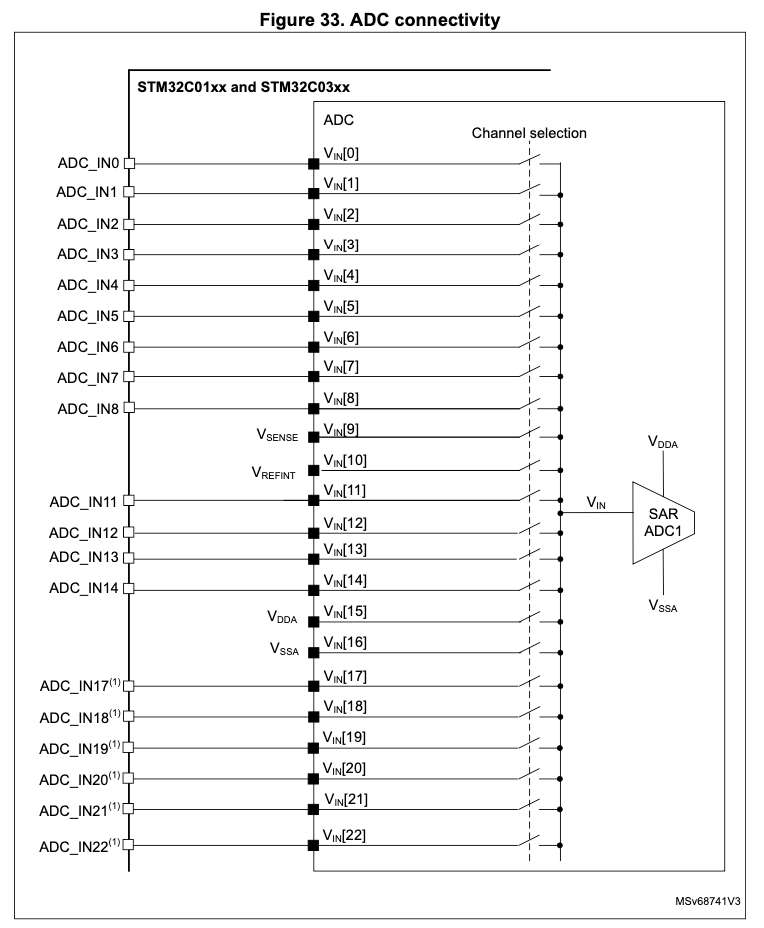 Figure 33. ADC connectivity
STM32C01xx and STM32C03xx
ADC
Channel selection
ADC_IN0 VIN[0]
ADC_IN1 VIN[1]
ADC_IN2 VIN[2]
ADC_IN3 VIN[3]
ADC_IN4 VIN[4]
ADC_IN5 VIN[5]
ADC_IN6 VIN[6]
ADC_IN7 VIN[7]
ADC_IN8 VIN[8]
VSENSE VIN[9]
VREFINT VIN[10]
ADC_IN11 VIN[11]
ADC_IN12 VIN[12]
ADC_IN13 VIN[13]
ADC_IN14 VIN[14]
VDDA VIN[15]
VSSA VIN[16]
ADC_IN17(1) VIN[17]
ADC_IN18(1) VIN[18]
ADC_IN19(1) VIN[19]
ADC_IN20(1) VIN[20]
ADC_IN21(1) VIN[21]
ADC_IN22(1) VIN[22]
VDDA
VIN
SAR
ADC1
VSSA
MSv68741V3